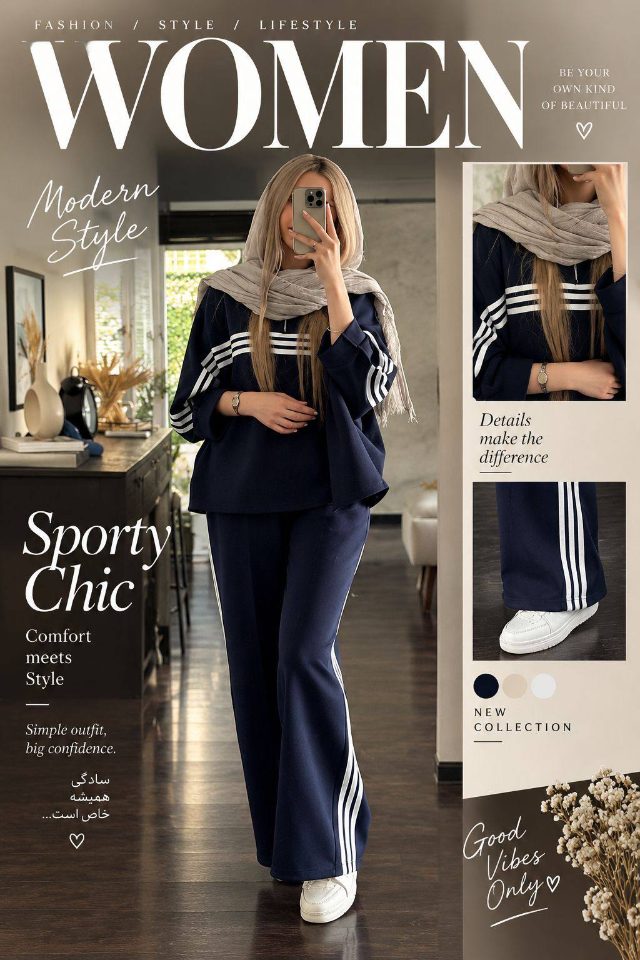 FASHION / STYLE / LIFESTYLE
WOMEN
BE YOUR
OWN KIND
OF BEAUTIFUL
Modern
Style
Details
make the
difference
Sporty
Chic
Comfort
meets
Style
Simple outfit,
big confidence.
سادگی
همیشه
خاص است...
NEW
COLLECTION
Good
Vibes
Only